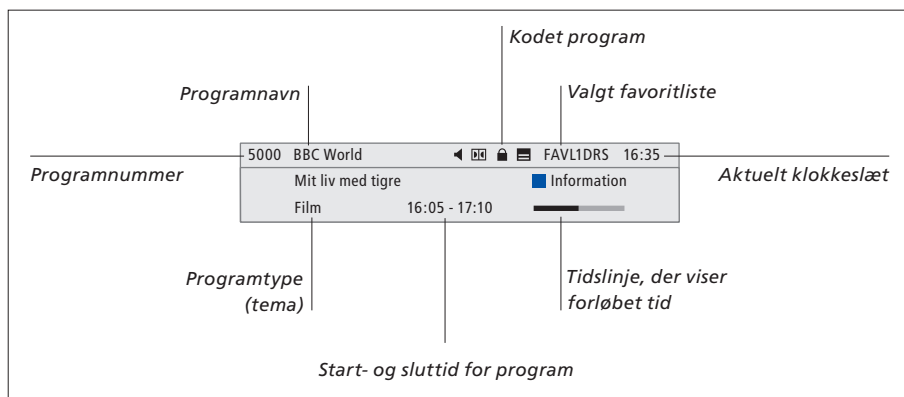 Kodet program
Programnavn
Valgt favoritliste
5000 BBC World FAVL1DRS 16:35
Programnummer
Aktuelt klokkeslæt
Mit liv med tigre Information
Film 16:05 - 17:10
Programtype
(tema)
Tidslinje, der viser
forløbet tid
Start- og sluttid for program